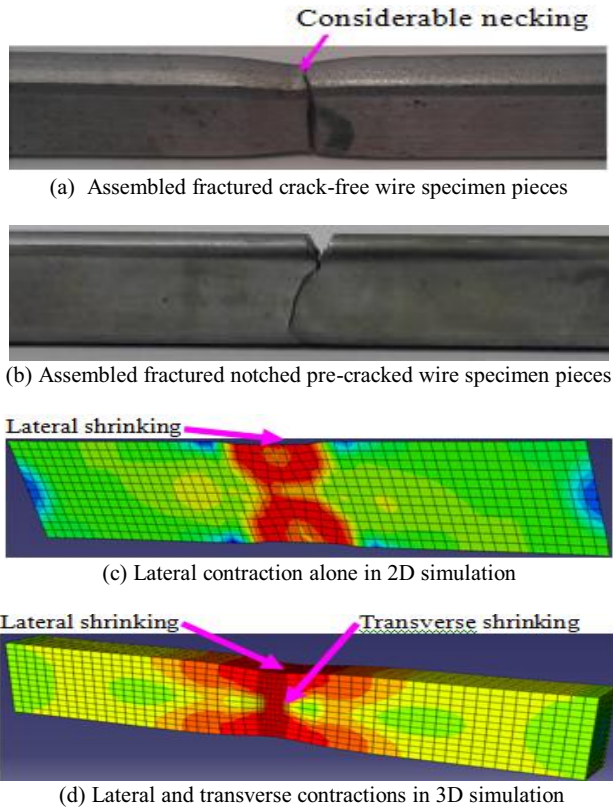 Considerable necking
(a) Assembled fractured crack-free wire specimen pieces
(b) Assembled fractured notched pre-cracked wire specimen pieces
Lateral shrinking
(c) Lateral contraction alone in 2D simulation
Lateral shrinking Transverse shrinking
(d) Lateral and transverse contractions in 3D simulation